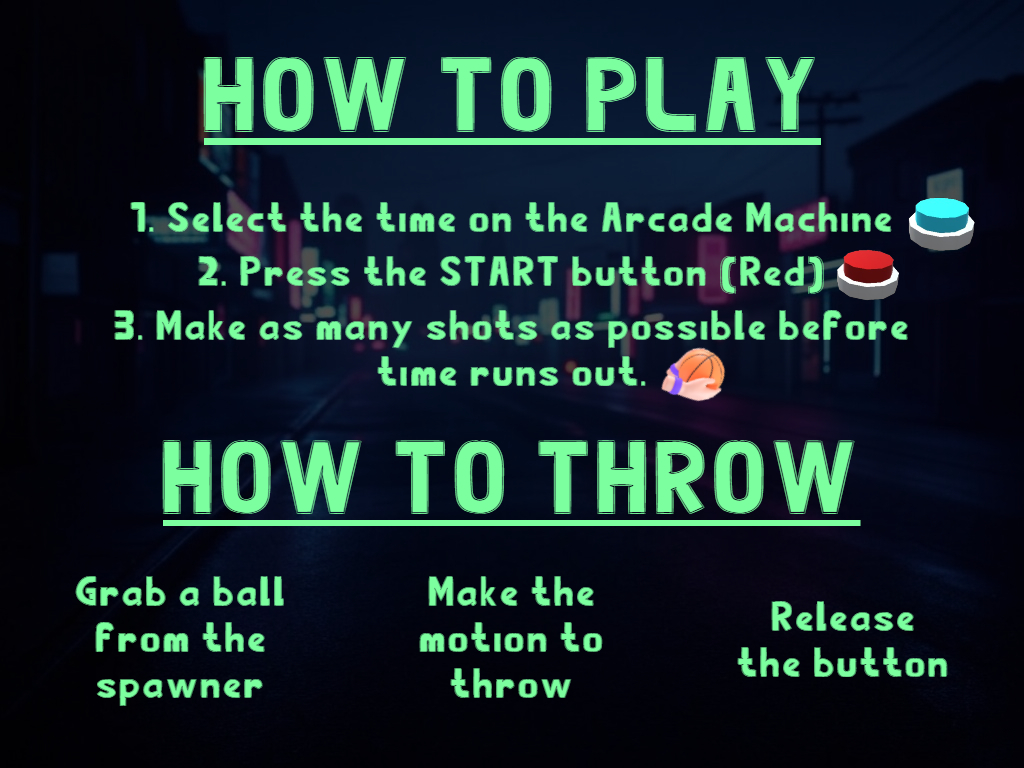 HOW TO PLAY
1. Select the time on the Arcade Machine
2. Press the START button (Red)
3. Make as many shots as possible before
time runs out.
HOW TO THROW
Grab a ball
from the
spawner
Make the
motion to
throw
Release
the button